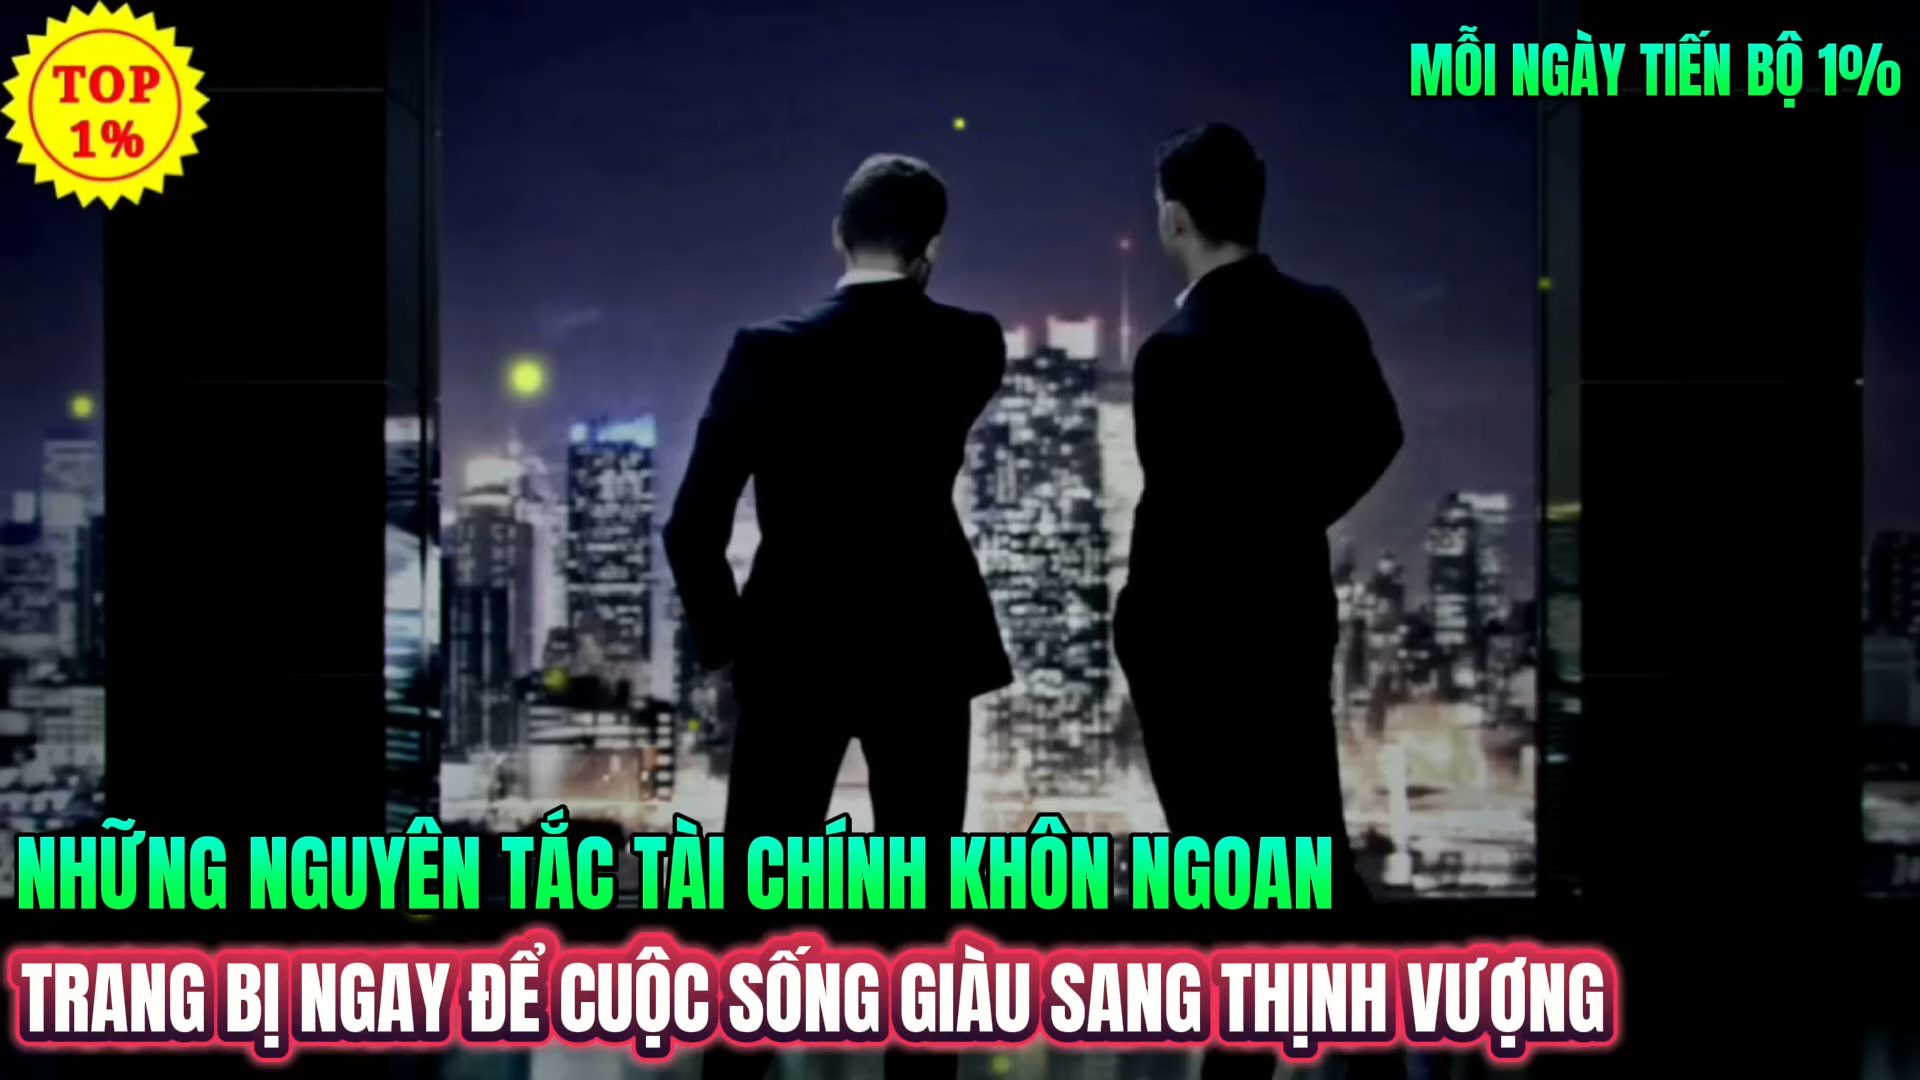 TOP
1%
MỖI NGÀY TIẾN BỘ 1%
NHỮNG NGUYÊN TẮC TÀI CHÍNH KHÔN NGOAN
TRANG BỊ NGAY ĐỂ CUỘC SỐNG GIÀU SANG THỊNH VƯỢNG